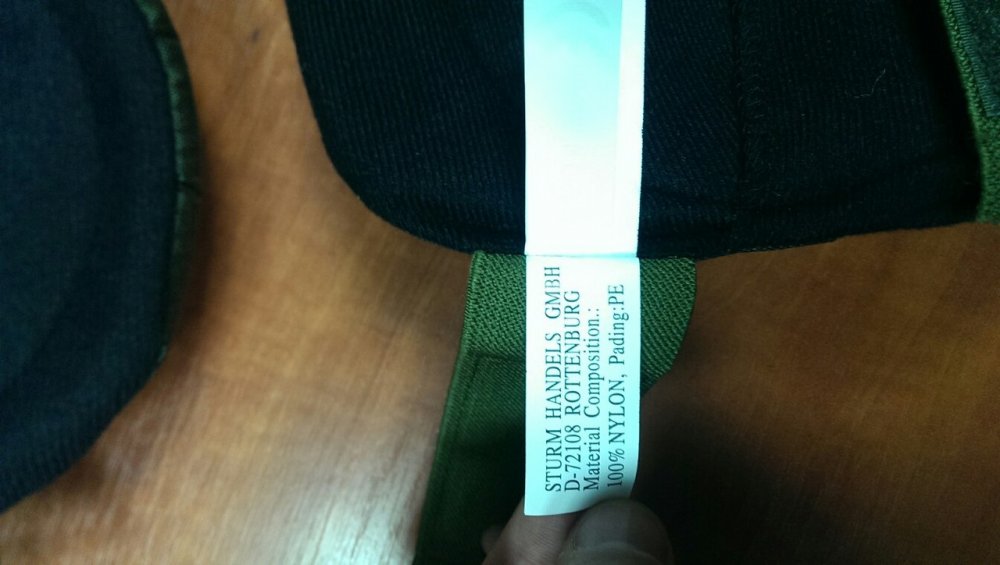 STURM HANDELS GMBH
D-72108 ROTTENBURG
Material Composition.:
100% NYLON, Pading:PE